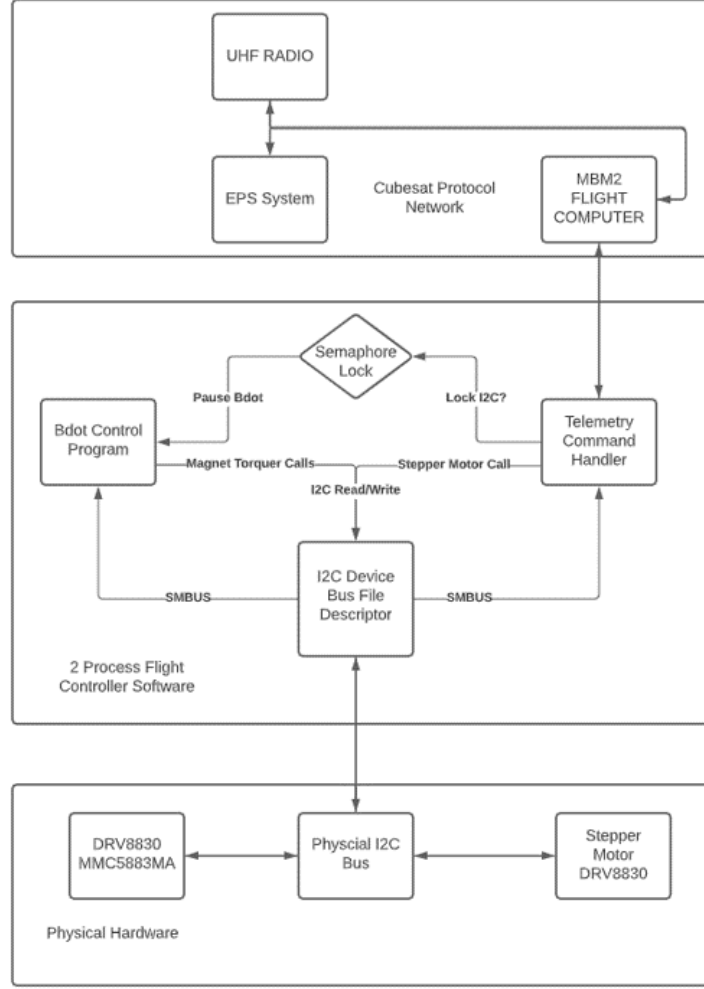 UHF RADIO
EPS System
Cubesat Protocol
Network
MBM2
FLIGHT
COMPUTER
Semaphore
Lock
Pause Bdot
Lock I2C?
Bdot Control
Program
Telemetry
Command
Handler
Magnet Torquer Calls
Stepper Motor Call
I2C Read/Write
I2C Device
Bus File
Descriptor
SMBUS
SMBUS
2 Process Flight
Controller Software
DRV8830
MMC5883MA
Physcial I2C
Bus
Stepper
Motor
DRV8830
Physical Hardware